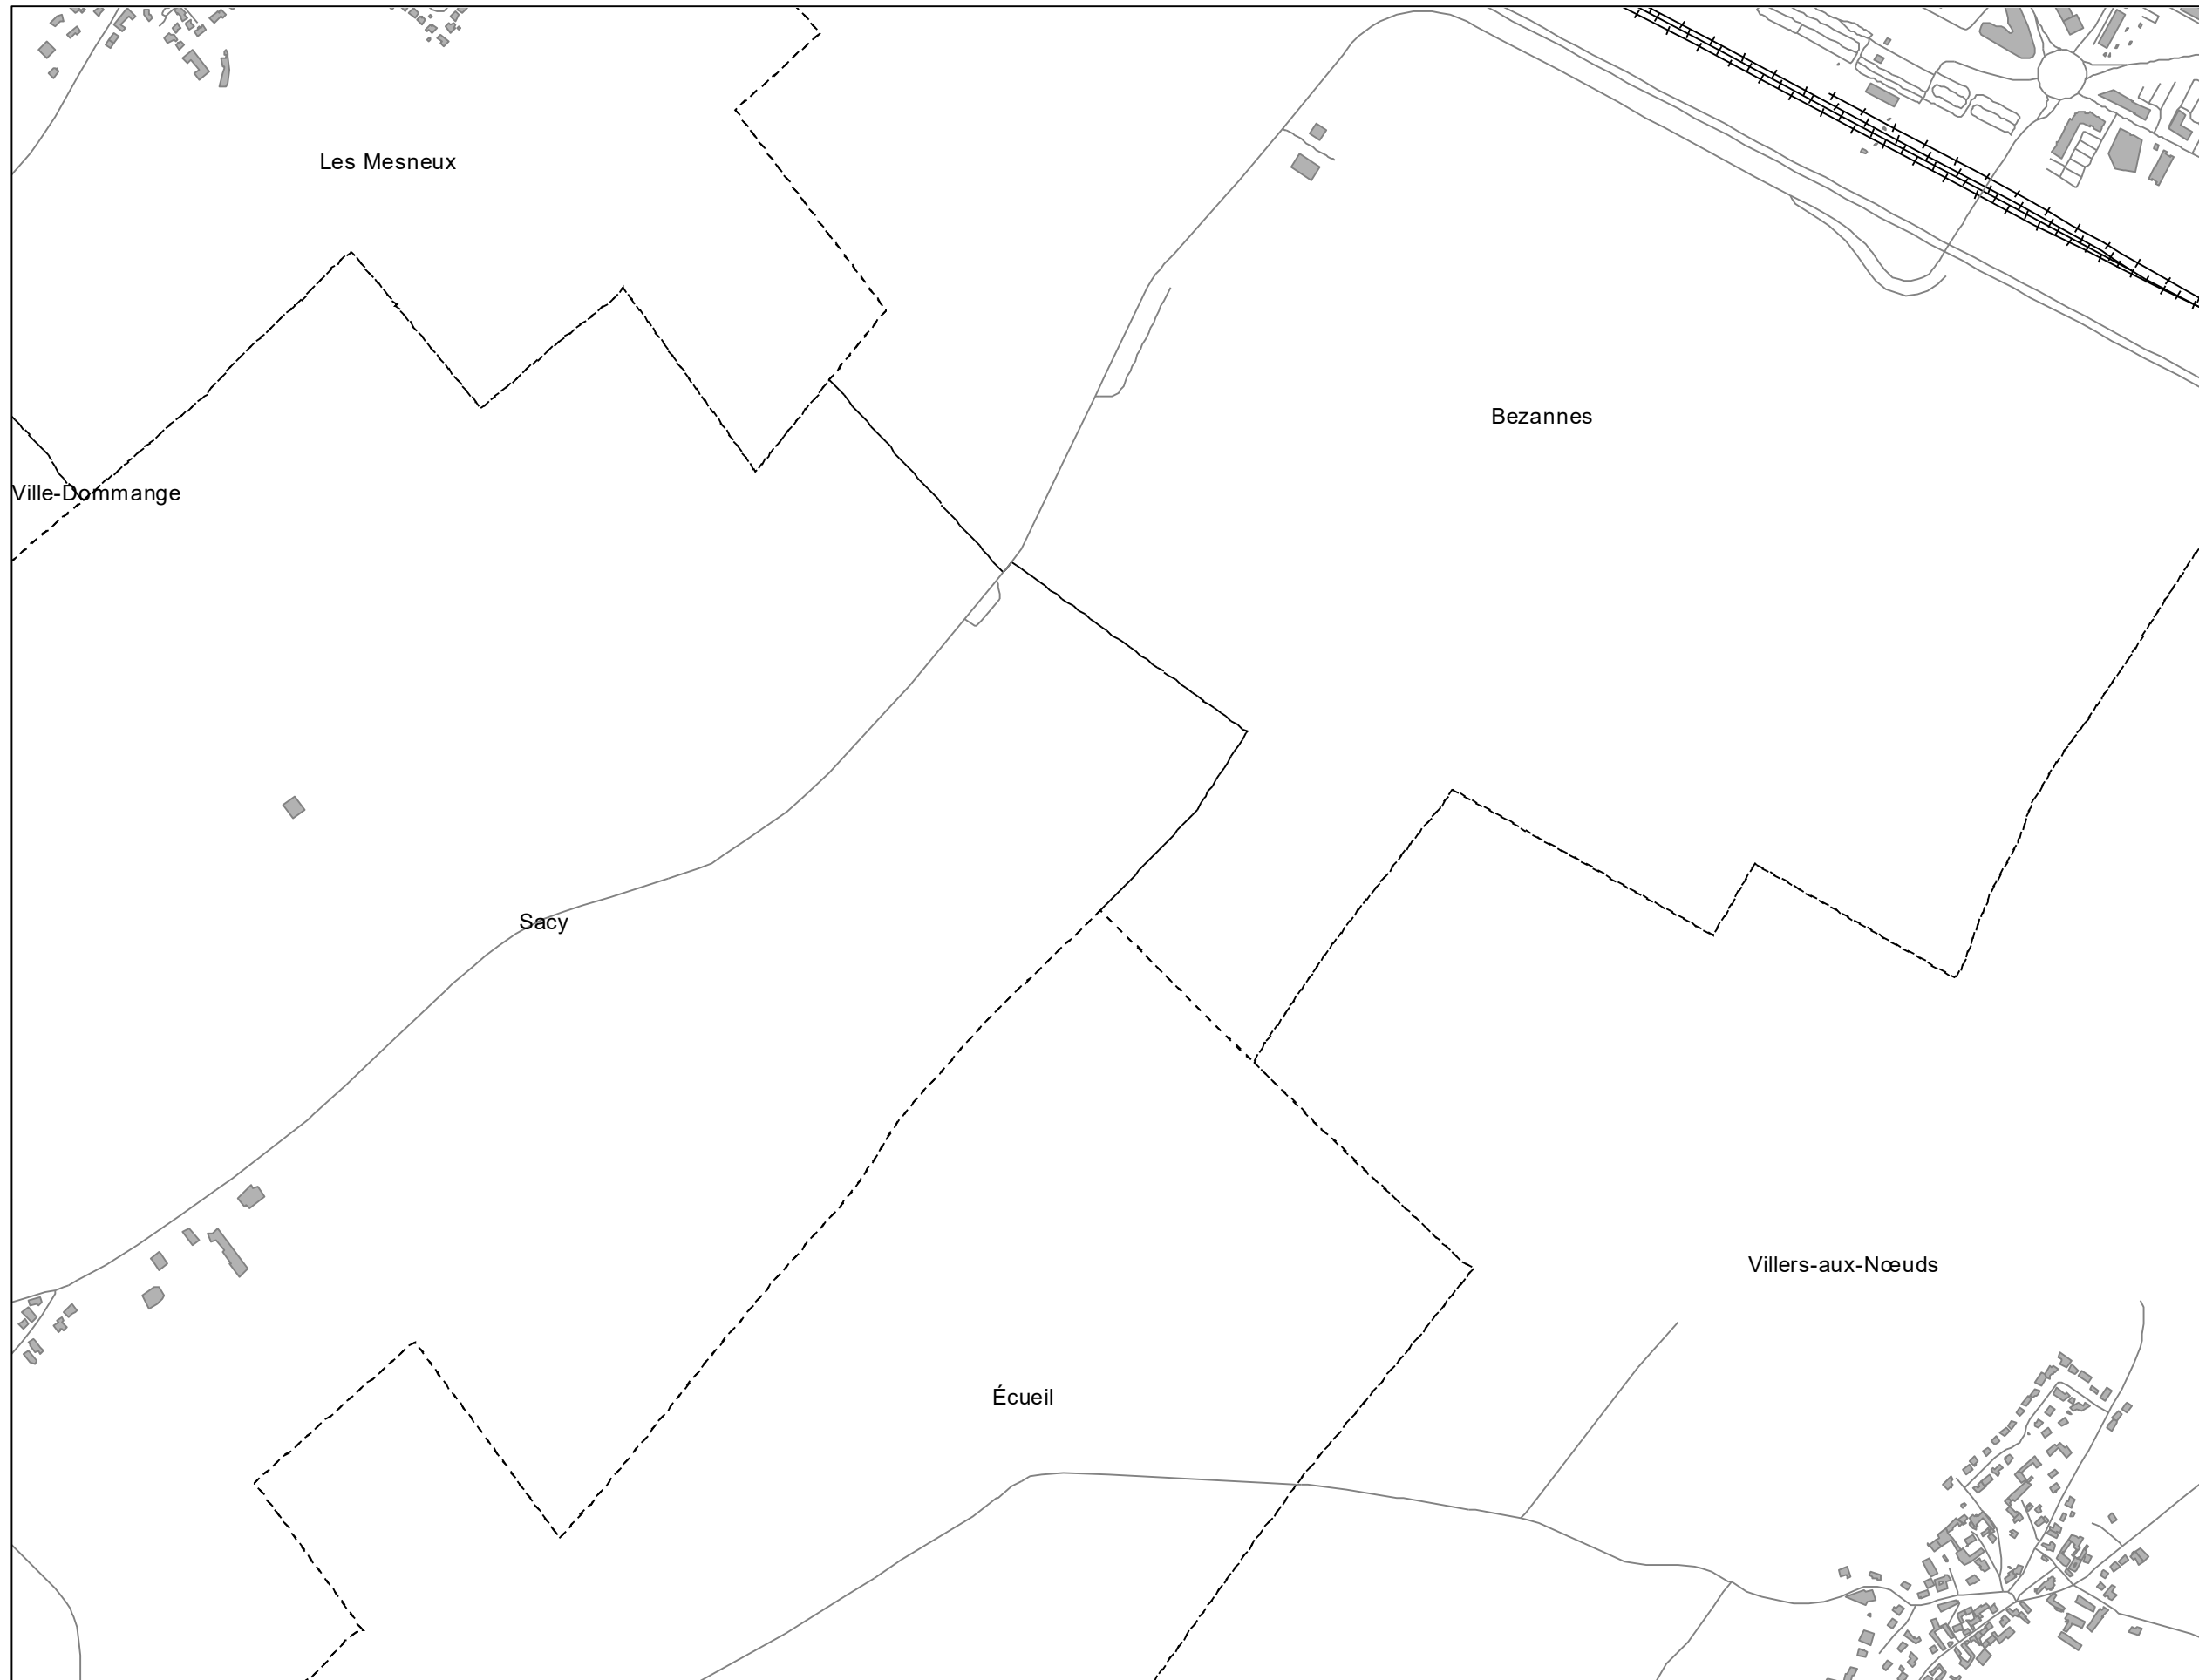 Les Mesneux
Bezannes
Ville-Dommange
Sacy
Villers-aux-Nœuds
Écueil